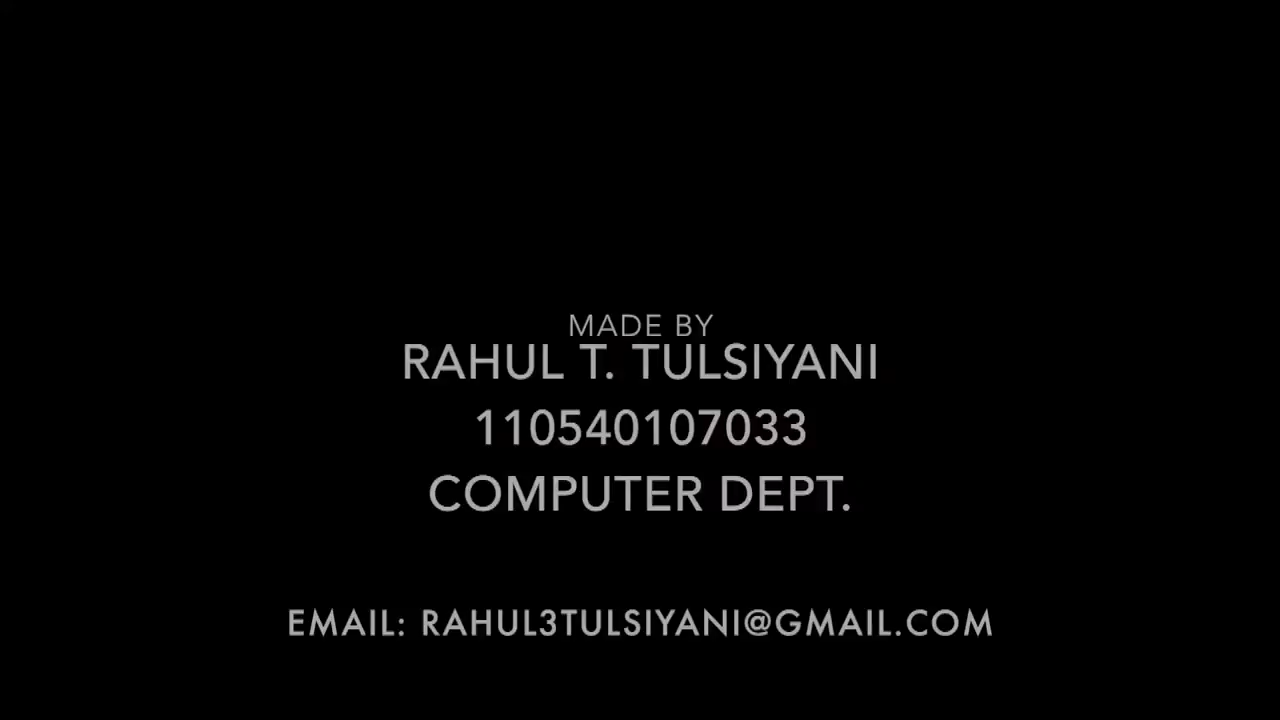 MADE BY
RAHUL T. TULSIYANI
110540107033
COMPUTER DEPT.
EMAIL: RAHUL3TULSIYANI@GMAIL.COM